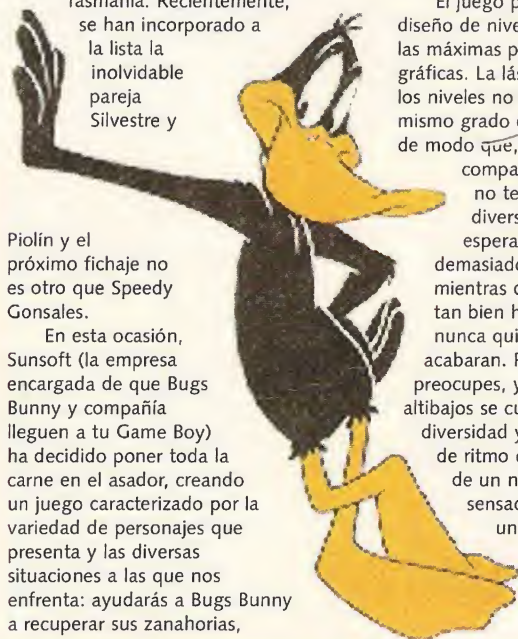 Tasmania. Recientemente,
se han incorporado a
la lista la
inolvidable
pareja
Silvestre y
Piolín y el
próximo fichaje no
es otro que Speedy
Gonsales.
En esta ocasión,
Sunsoft (la empresa
encargada de que Bugs
Bunny y compañía
lleguen a tu Game Boy)
ha decidido poner toda la
carne en el asador, creando
un juego caracterizado por la
variedad de personajes que
presenta y las diversas
situaciones a las que nos
enfrenta: ayudarás a Bugs Bunny
a recuperar sus zanahorias,
El juego
diseño de nive
las máximas p
gráficas. La lás
los niveles no
mismo grado
de modo que,
compa
no te
divers
espera
demasiado
mientras
tan bien h
nunca qui
acabaran.
preocupes, y
altibajos se cu
diversidad y
de ritmo
de un n
sensac
un